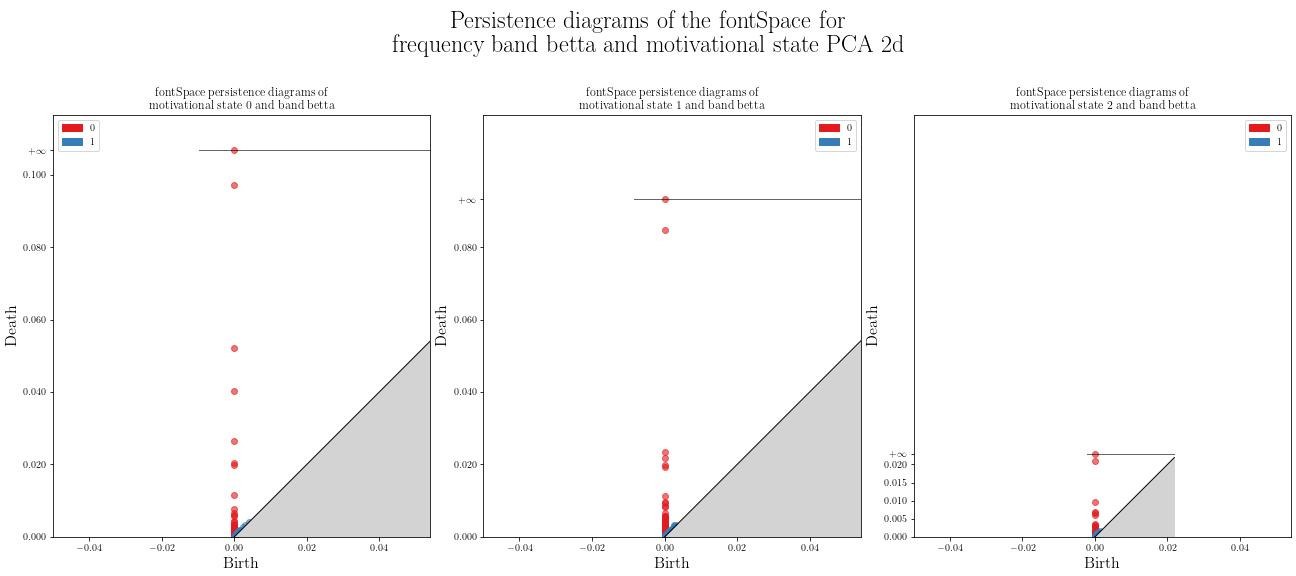 Persistence diagrams of the fontSpace for
frequency band betta and motivational state PCA 2d
fontSpace persistence diagrams of
motivational state 0 and band betta
0
1
+∞
0.100
0.080
0.060
0.040
0.020
0.000
Death
−0.04
−0.02
0.00
0.02
0.04
Birth
fontSpace persistence diagrams of
motivational state 1 and band betta
0
1
+∞
0.080
0.060
0.040
0.020
0.000
Death
−0.04
−0.02
0.00
0.02
0.04
Birth
fontSpace persistence diagrams of
motivational state 2 and band betta
0
1
+∞
0.020
0.015
0.010
0.005
0.000
Death
−0.04
−0.02
0.00
0.02
0.04
Birth